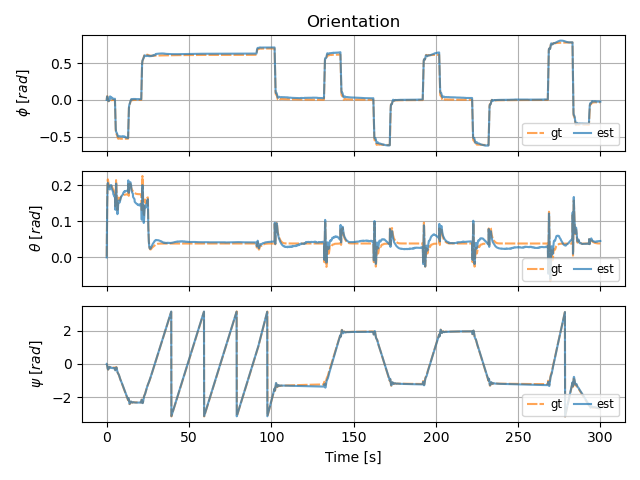 Orientation
ϕ [rad]
0.5
0.0
−0.5
gt est
θ [rad]
0.2
0.1
0.0
gt est
ψ [rad]
2
0
−2
gt est
0 50 100 150 200 250 300
Time [s]